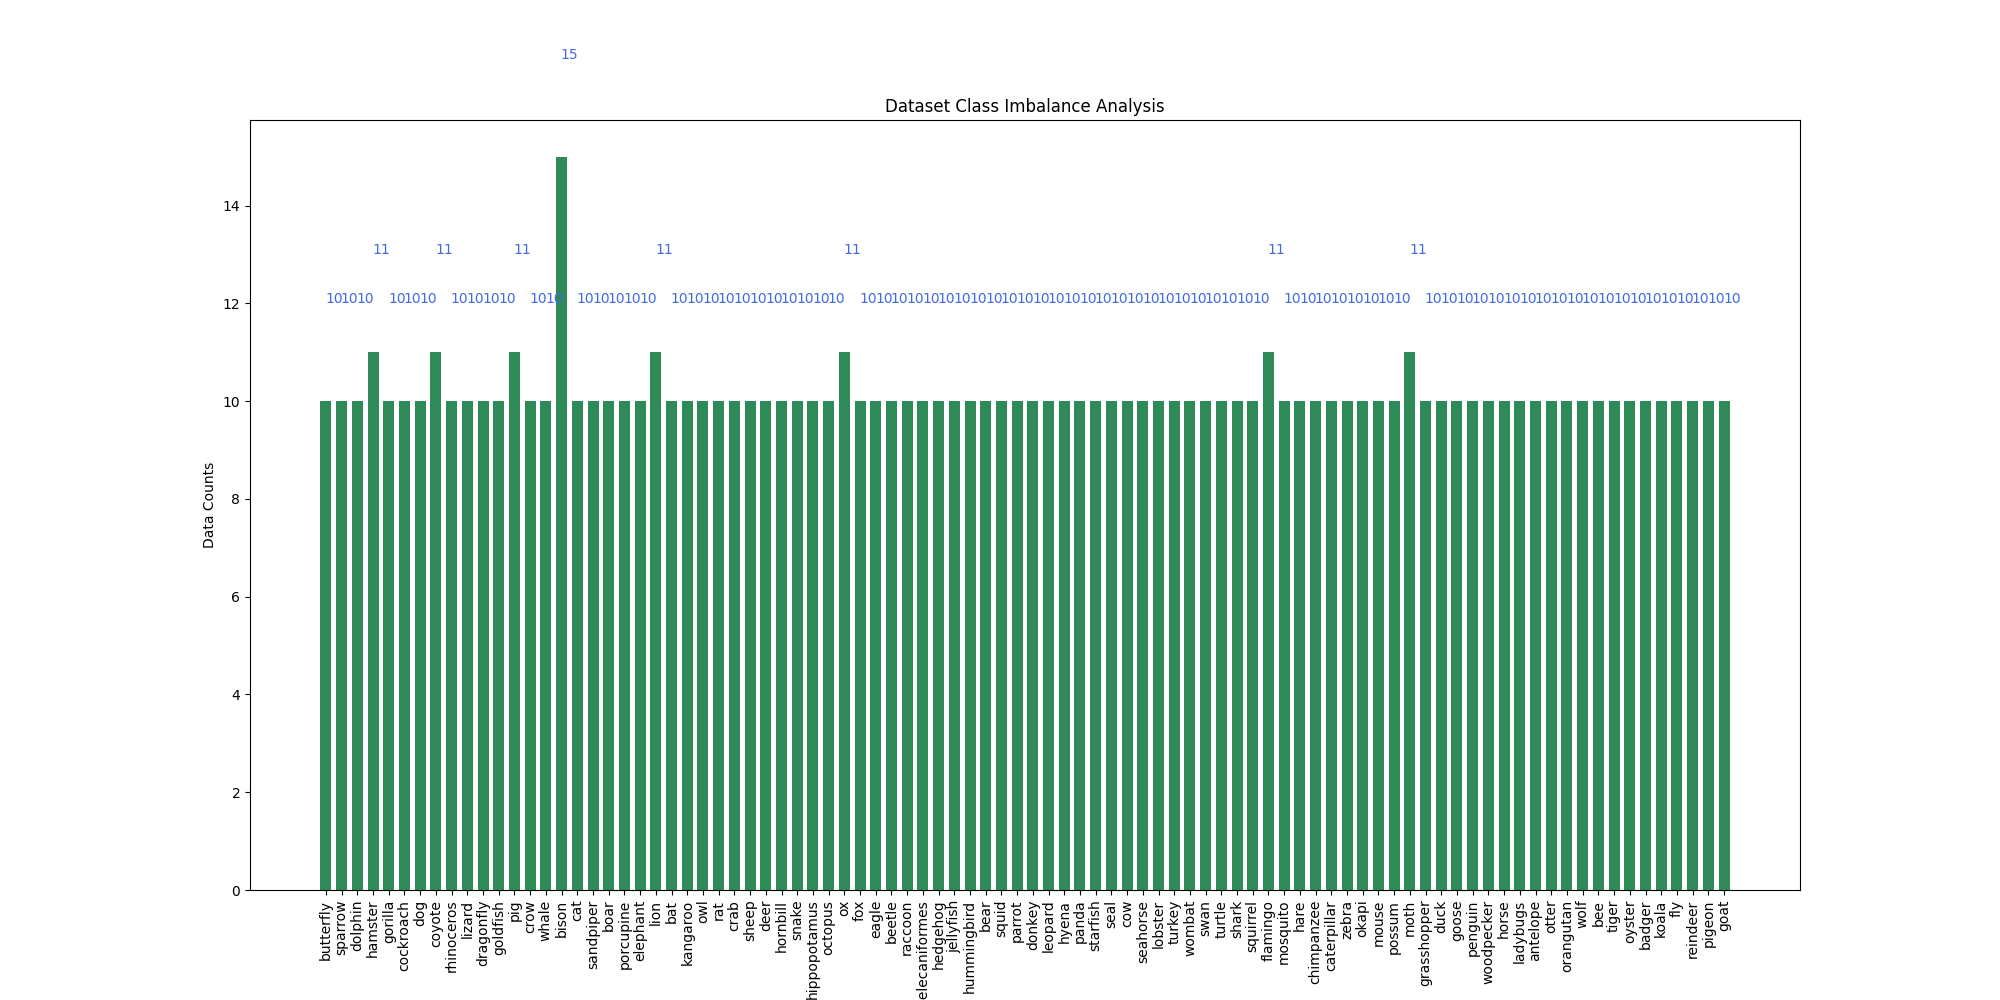 15
Dataset Class Imbalance Analysis
14
11 11 11 11 11 11 11
12
101010 101010 10101010 1010 1010101010 1010101010101010101010 1010101010101010101010101010101010101010101010101010 1010101010101010 1010101010101010101010101010101010101010
10
8
6
4
2
0
Data Counts
butterfly
sparrow
dolphin
hamster
gorilla
cockroach
dog
coyote
rhinoceros
lizard
dragonfly
goldfish
pig
crow
whale
bison
cat
sandpiper
boar
porcupine
elephant
lion
bat
kangaroo
owl
rat
crab
sheep
deer
hornbill
snake
hippopotamus
octopus
ox
fox
eagle
beetle
raccoon
elecaniformes
hedgehog
jellyfish
hummingbird
bear
squid
parrot
donkey
leopard
hyena
panda
starfish
seal
cow
seahorse
lobster
turkey
wombat
swan
turtle
shark
squirrel
flamingo
mosquito
hare
chimpanzee
caterpillar
zebra
okapi
mouse
possum
moth
grasshopper
duck
goose
penguin
woodpecker
horse
ladybugs
antelope
otter
orangutan
wolf
bee
tiger
oyster
badger
koala
fly
reindeer
pigeon
goat